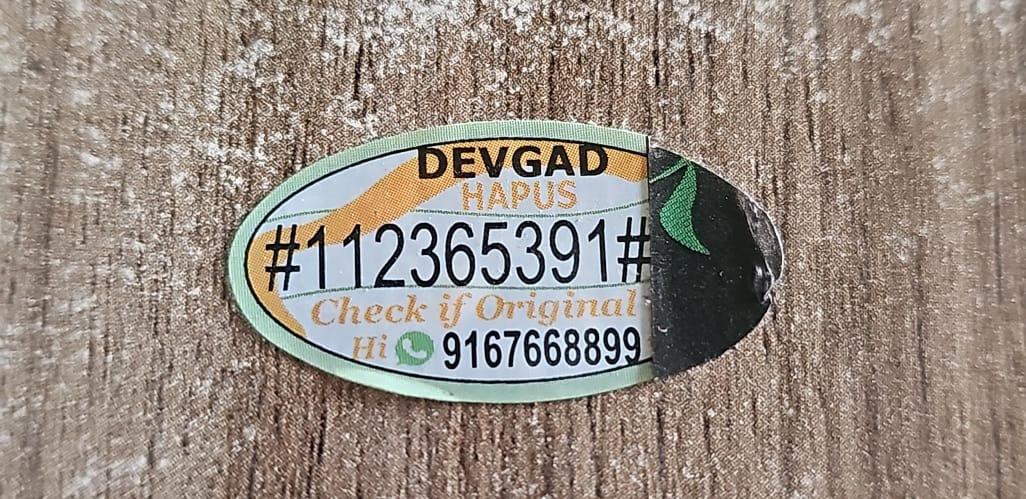 DEVGAD
HAPUS
#112365391#
Check if Original
Hi 9167668899